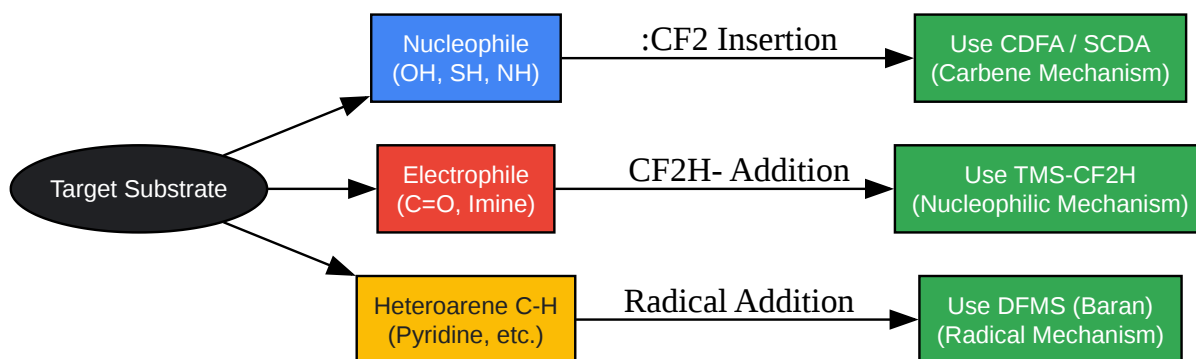 Nucleophile
(OH, SH, NH)
:CF2 Insertion
Use CDFA / SCDA
(Carbene Mechanism)
Target Substrate
Electrophile
(C=O, Imine)
CF2H- Addition
Use TMS-CF2H
(Nucleophilic Mechanism)
Heteroarene C-H
(Pyridine, etc.)
Radical Addition
Use DFMS (Baran)
(Radical Mechanism)